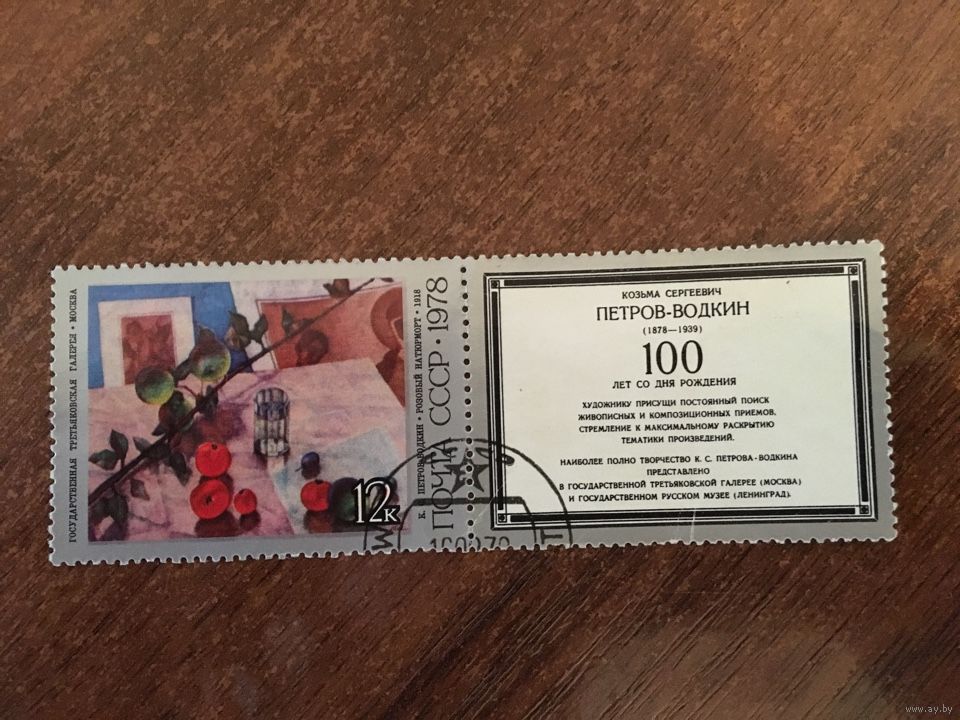 ГОСУДАРСТВЕННАЯ ТРЕТЬЯКОВСКАЯ ГАЛЕРЕЯ • МОСКВА
12к
К. ПЕТРОВ-ВОДКИН • РОЗОВЫЙ НАТЮРМОРТ • 1918
ПОЧТА СССР • 1978
КОЗЬМА СЕРГЕЕВИЧ
ПЕТРОВ-ВОДКИН
(1878—1939)
100
ЛЕТ СО ДНЯ РОЖДЕНИЯ
ХУДОЖНИКУ ПРИСУЩИ ПОСТОЯННЫЙ ПОИСК
ЖИВОПИСНЫХ И КОМПОЗИЦИОННЫХ ПРИЕМОВ,
СТРЕМЛЕНИЕ К МАКСИМАЛЬНОМУ РАСКРЫТИЮ
ТЕМАТИКИ ПРОИЗВЕДЕНИЙ.
НАИБОЛЕЕ ПОЛНО ТВОРЧЕСТВО К. С. ПЕТРОВА-ВОДКИНА
ПРЕДСТАВЛЕНО
В ГОСУДАРСТВЕННОЙ ТРЕТЬЯКОВСКОЙ ГАЛЕРЕЕ (МОСКВА)
И ГОСУДАРСТВЕННОМ РУССКОМ МУЗЕЕ (ЛЕНИНГРАД).
www.ay.by